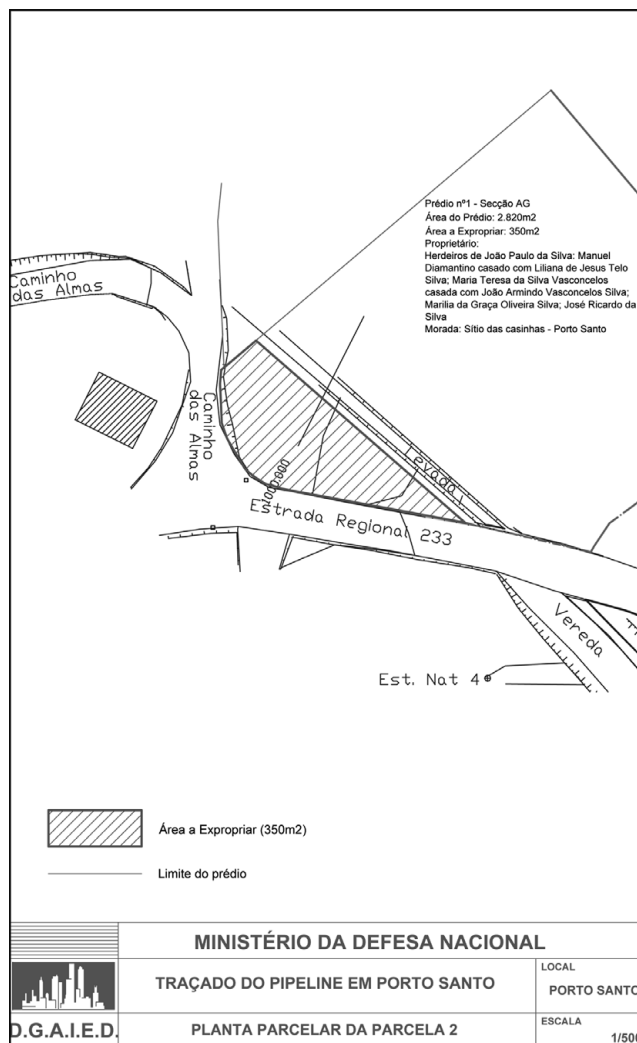 Prédio nº1 - Secção AG
Área do Prédio: 2.820m2
Área a Expropriar: 350m2
Proprietário:
Herdeiros de João Paulo da Silva: Manuel
Diamantino casado com Liliana de Jesus Telo
Silva; Maria Teresa da Silva Vasconcelos
casada com João Armindo Vasconcelos Silva;
Marilia da Graça Oliveira Silva; José Ricardo da
Silva
Morada: Sítio das casinhas - Porto Santo
Caminho
das Almas
Caminho
das Almas
evada
Estrada Regional 233
Vereda
Est. Nat 4
Área a Expropriar (350m2)
Limite do prédio
MINISTÉRIO DA DEFESA NACIONAL
TRAÇADO DO PIPELINE EM PORTO SANTO
LOCAL
PORTO SANTO
D.G.A.I.E.D.
PLANTA PARCELAR DA PARCELA 2
ESCALA
1/500